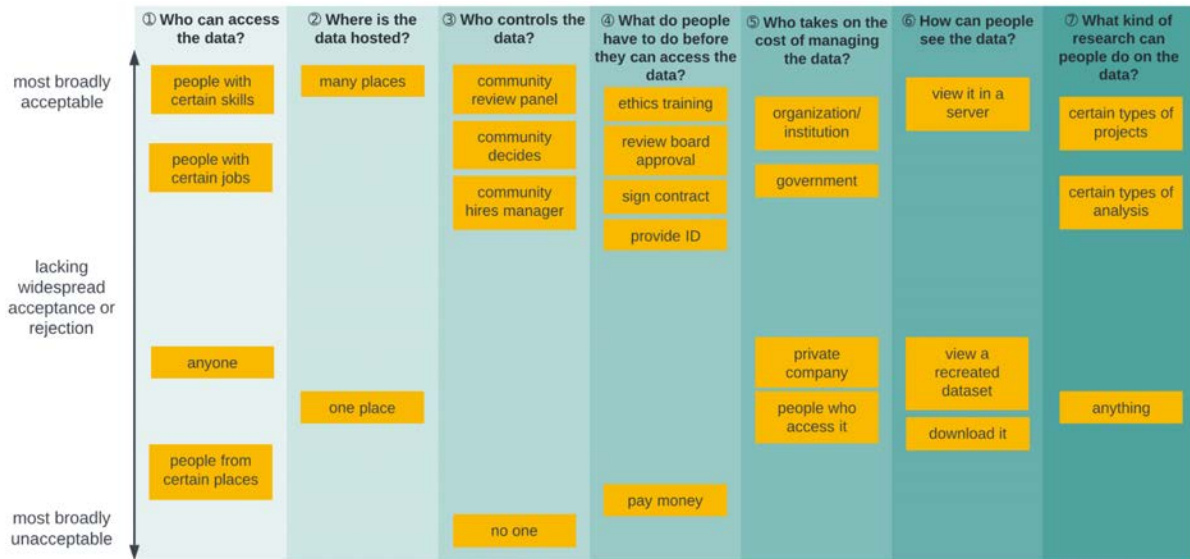 ① Who can access
the data?
② Where is the
data hosted?
③ Who controls the
data?
④ What do people
have to do before
they can access the
data?
⑤ Who takes on the
cost of managing
the data?
⑥ How can people
see the data?
⑦ What kind of
research can
people do on the
data?
most broadly
acceptable
lacking
widespread
acceptance or
rejection
most broadly
unacceptable
people with
certain skills
people with
certain jobs
anyone
people from
certain places
many places
one place
community
review panel
community
decides
community
hires manager
no one
ethics training
review board
approval
sign contract
provide ID
pay money
organization/
institution
government
private
company
people who
access it
view it in a
server
view a
recreated
dataset
download it
certain types of
projects
certain types of
analysis
anything